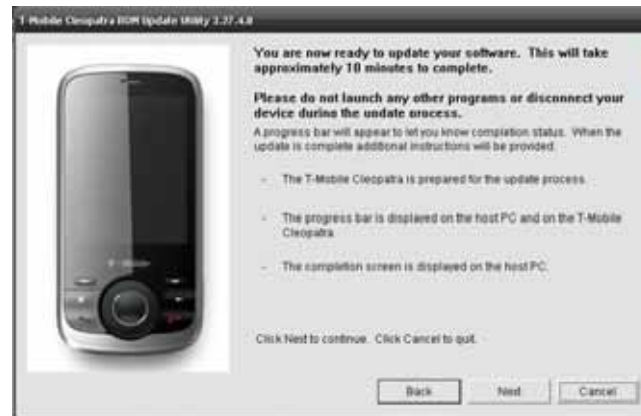 T-Mobile Cleopatra ROM Update Utility 3.27.4.0
You are now ready to update your software. This will take
approximately 10 minutes to complete.
Please do not launch any other programs or disconnect your
device during the update process.
A progress bar will appear to let you know completion status. When the
update is complete additional instructions will be provided.
- The T-Mobile Cleopatra is prepared for the update process.
- The progress bar is displayed on the host PC and on the T-Mobile
Cleopatra
- The completion screen is displayed on the host PC.
T-Mobile
Click Next to continue. Click Cancel to quit.
Back
Next
Cancel